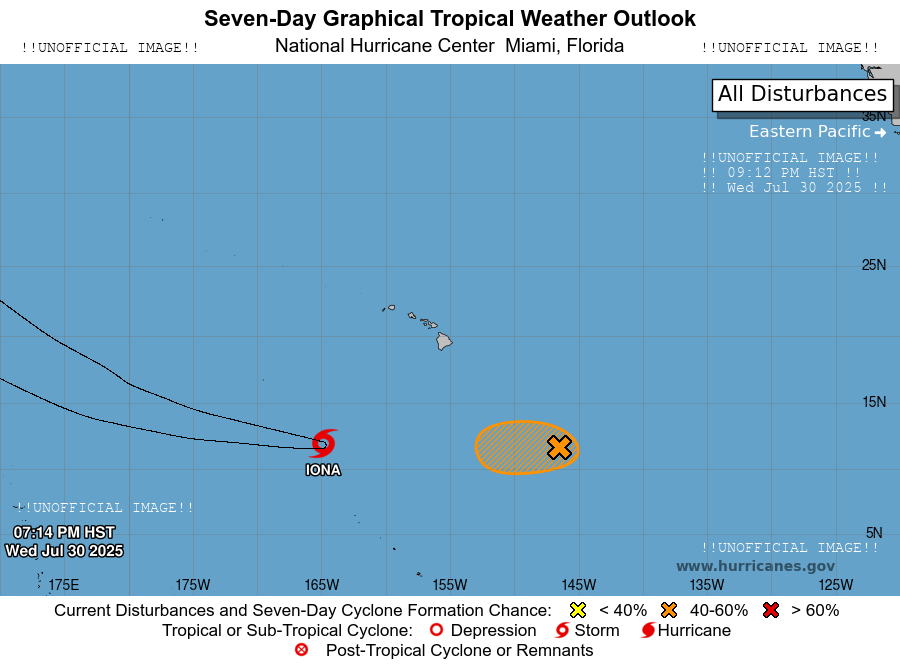 Seven-Day Graphical Tropical Weather Outlook
!!UNOFFICIAL IMAGE!! National Hurricane Center Miami, Florida !!UNOFFICIAL IMAGE!!
All Disturbances
35N
Eastern Pacific
!!UNOFFICIAL IMAGE!!
!! 09:12 PM HST !!
!! Wed Jul 30 2025 !!
25N
15N
IONA
!!UNOFFICIAL IMAGE!!
07:14 PM HST
5N
Wed Jul 30 2025
!!UNOFFICIAL IMAGE!!
www.hurricanes.gov
175E 175W 165W 155W 145W 135W 125W
Current Disturbances and Seven-Day Cyclone Formation Chance: < 40% 40-60% > 60%
Tropical or Sub-Tropical Cyclone: Depression Storm Hurricane
Post-Tropical Cyclone or Remnants